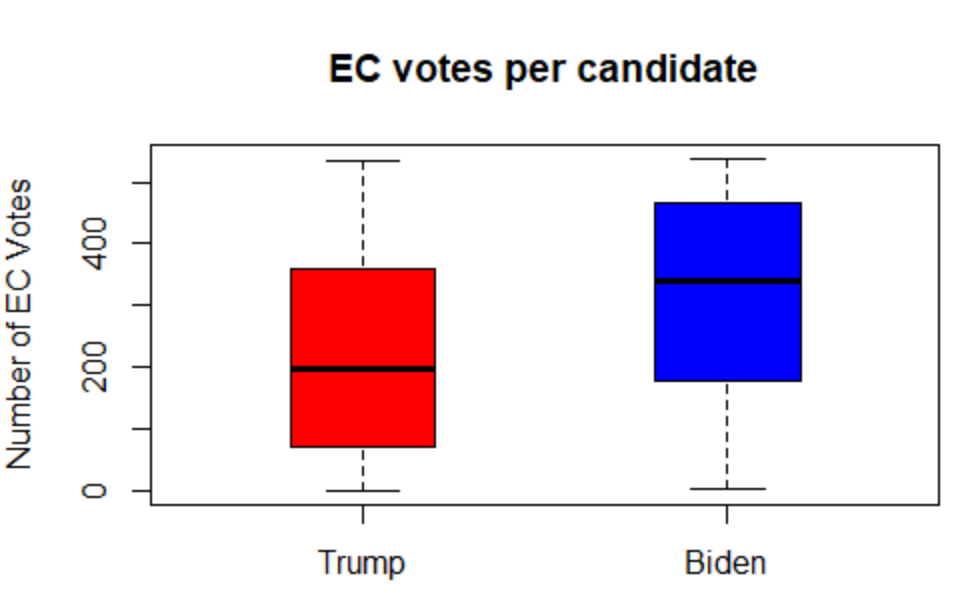 EC votes per candidate
Number of EC Votes
400
200
0
Trump
Biden